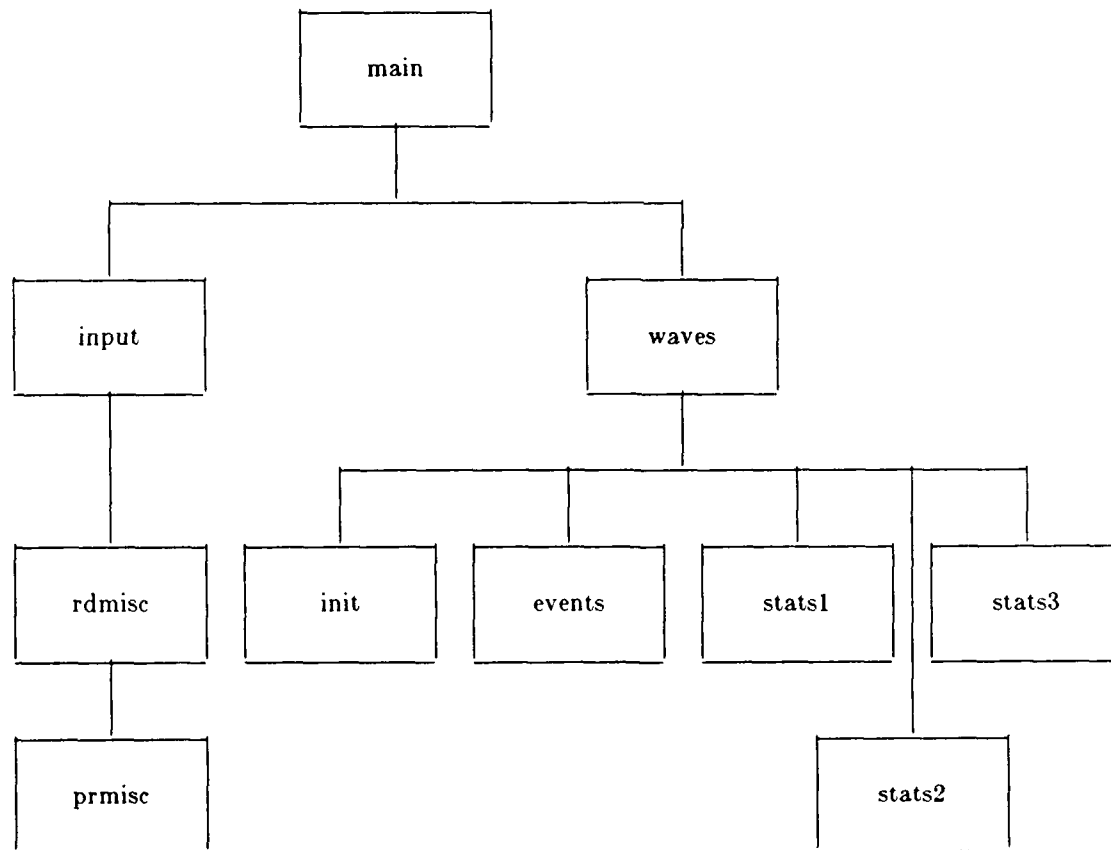 main
input
waves
rdmisc
init
events
stats1
stats3
prmisc
stats2